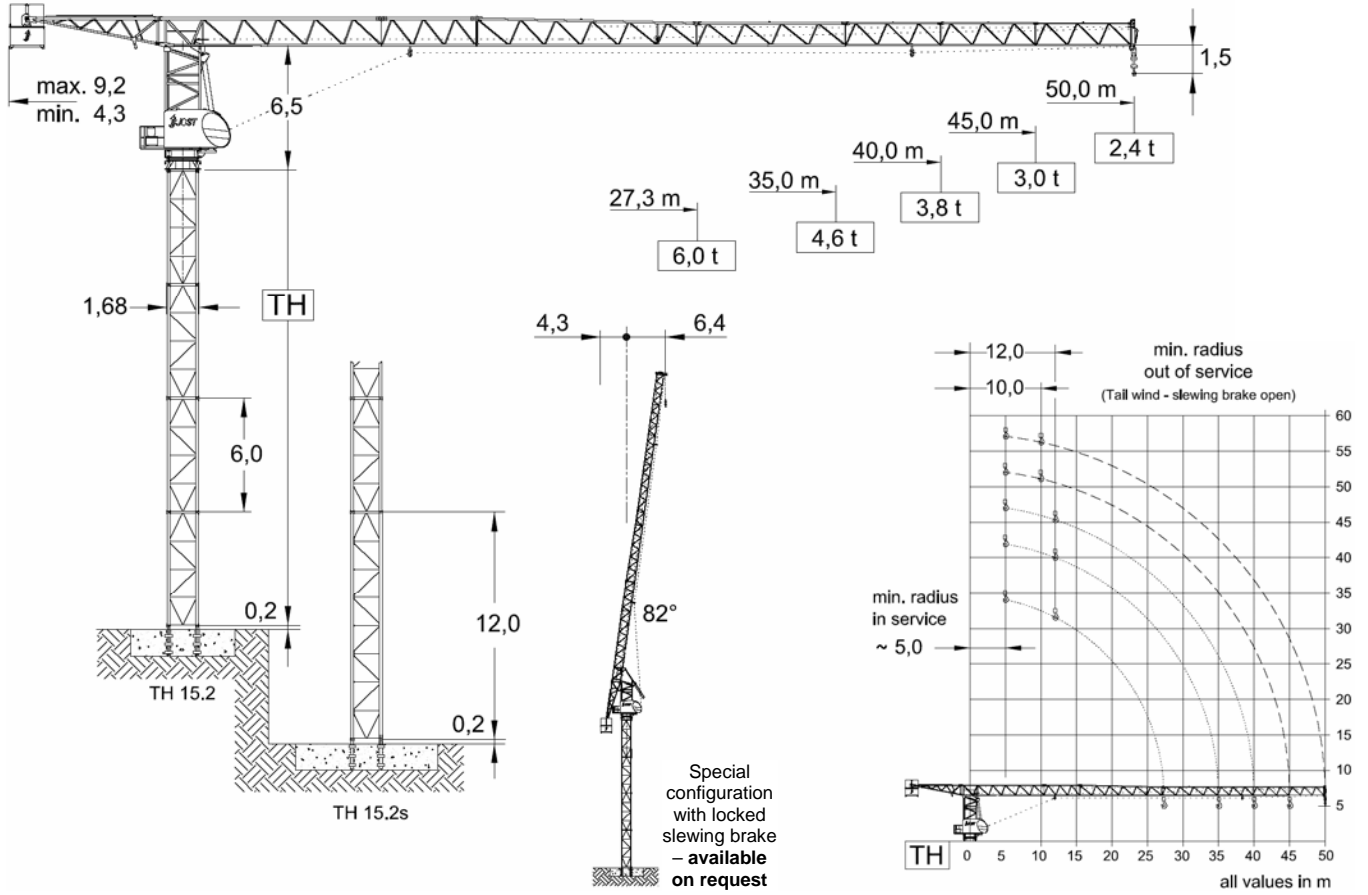 max. 9,2
min. 4,3
JOST
6,5
1,5
50,0 m
2,4 t
45,0 m
3,0 t
40,0 m
3,8 t
35,0 m
4,6 t
27,3 m
6,0 t
1,68
TH
6,0
0,2
TH 15.2
12,0
0,2
TH 15.2s
4,3
6,4
82°
Special
configuration
with locked
slewing brake
– available
on request
12,0
10,0
min. radius
out of service
(Tail wind - slewing brake open)
min. radius
in service
~ 5,0
60
55
50
45
40
35
30
25
20
15
10
5
TH
0 5 10 15 20 25 30 35 40 45 50
all values in m